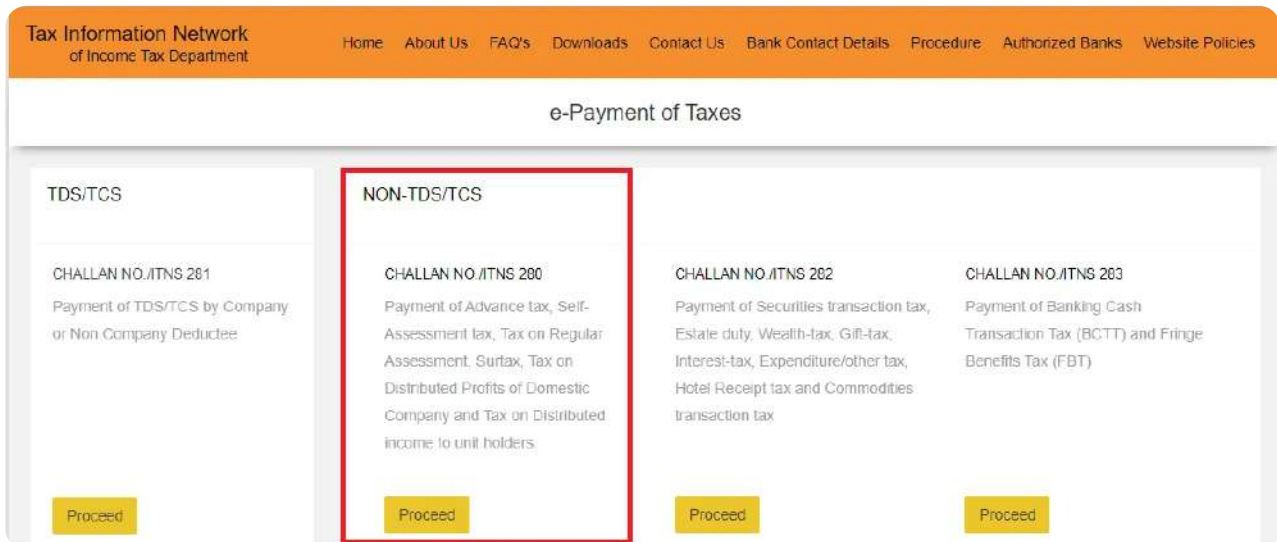 Tax Information Network
of Income Tax Department
Home About Us FAQ's Downloads Contact Us Bank Contact Details Procedure Authorized Banks Website Policies
e-Payment of Taxes
TDS/TCS
CHALLAN NO./ITNS 281
Payment of TDS/TCS by Company
or Non Company Deductee
Proceed
NON-TDS/TCS
CHALLAN NO./ITNS 280
Payment of Advance tax, Self-
Assessment tax, Tax on Regular
Assessment, Surtax, Tax on
Distributed Profits of Domestic
Company and Tax on Distributed
income to unit holders
Proceed
CHALLAN NO./ITNS 282
Payment of Securities transaction tax,
Estate duty, Wealth-tax, Gift-tax,
Interest-tax, Expenditure/other tax,
Hotel Receipt tax and Commodities
transaction tax
Proceed
CHALLAN NO./ITNS 283
Payment of Banking Cash
Transaction Tax (BCTT) and Fringe
Benefits Tax (FBT)
Proceed